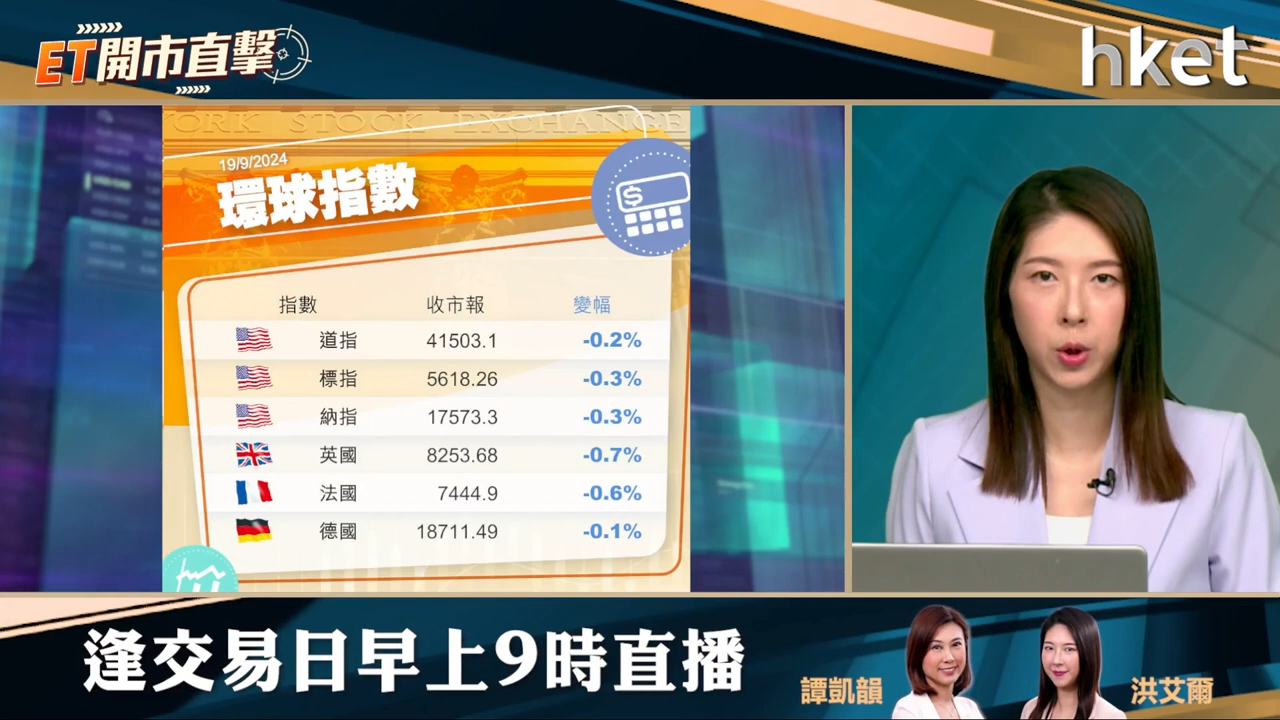 ET開市直擊
hket
YORK STOCK EXCHANGE
19/9/2024
環球指數
$
指數 收市報 變幅
道指 41503.1 -0.2%
標指 5618.26 -0.3%
納指 17573.3 -0.3%
英國 8253.68 -0.7%
法國 7444.9 -0.6%
德國 18711.49 -0.1%
逢交易日早上9時直播
譚凱韻
洪艾爾